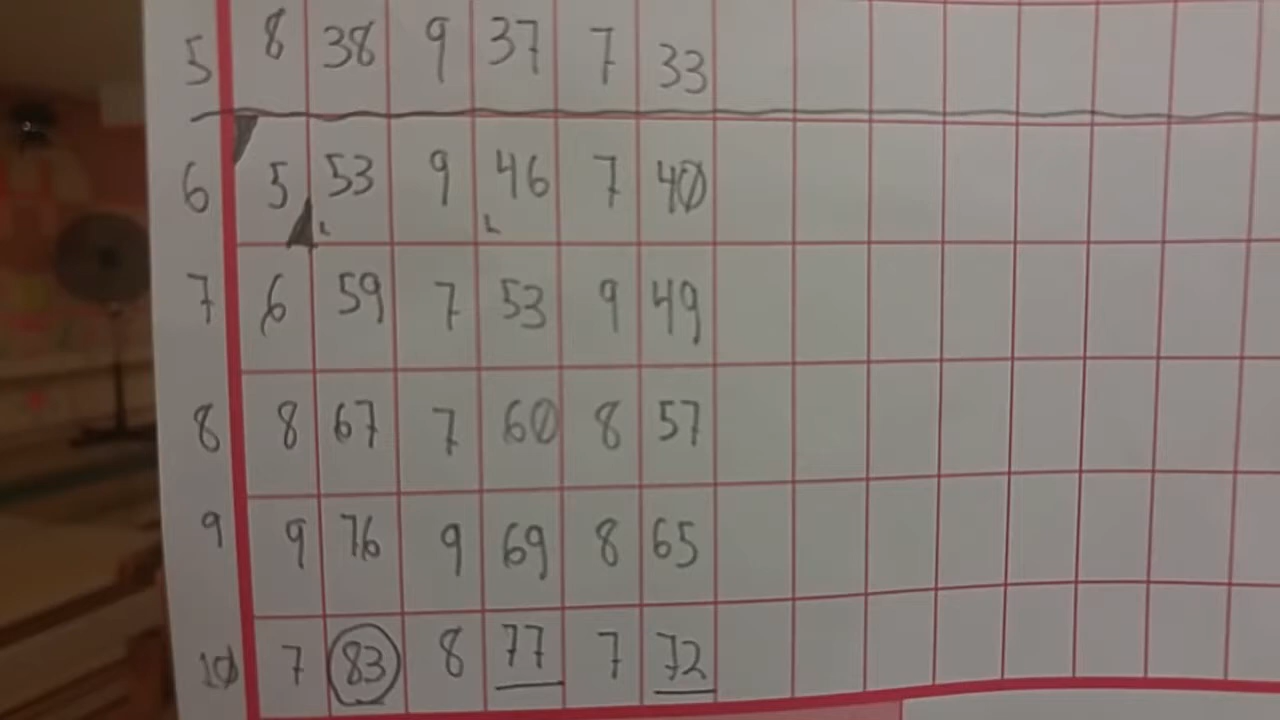 5 8 38 9 37 7 33
6 5 53 9 46 7 40
7 6 59 7 53 9 49
8 8 67 7 60 8 57
9 9 76 9 69 8 65
10 7 83 8 77 7 72